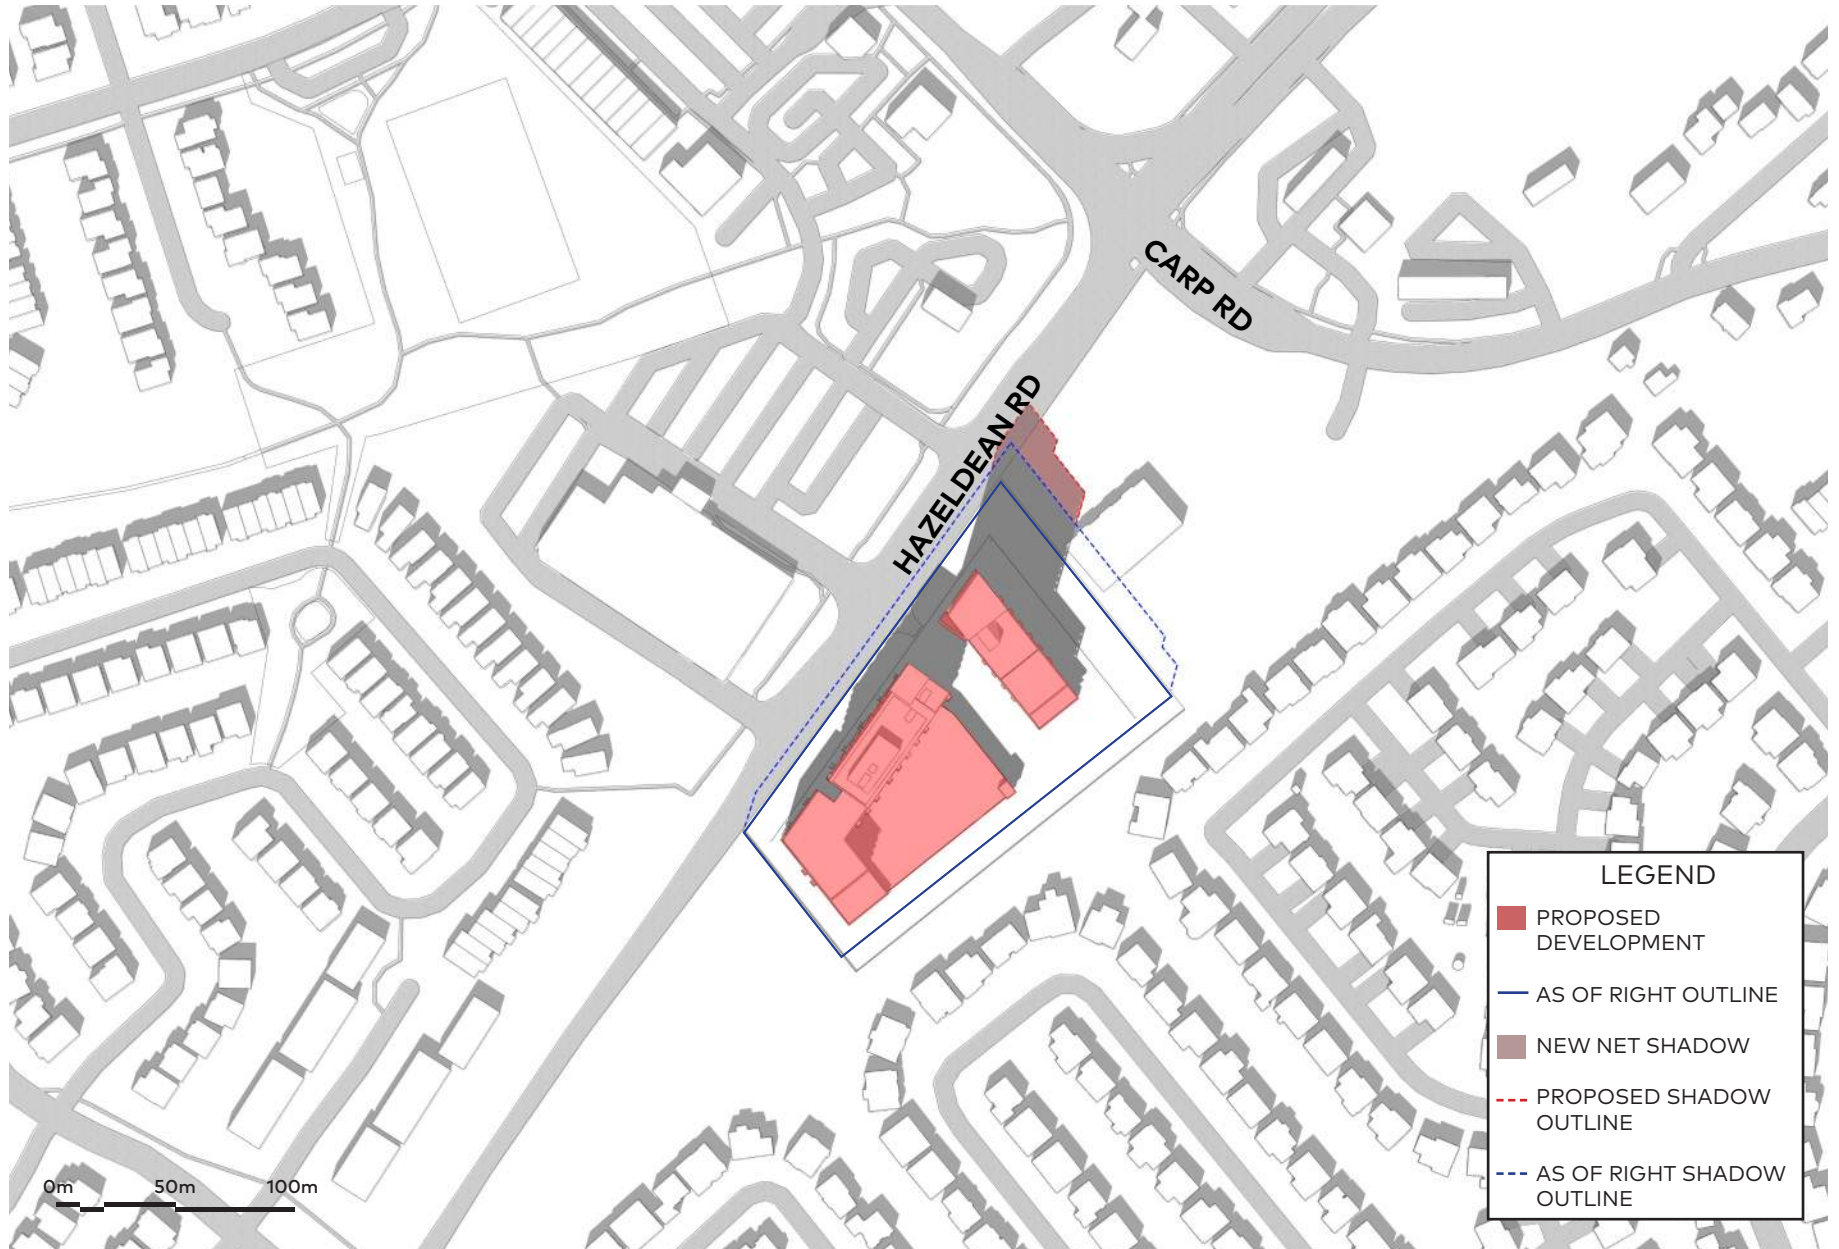 CARP RD
HAZELDEAN RD
LEGEND
PROPOSED
DEVELOPMENT
AS OF RIGHT OUTLINE
NEW NET SHADOW
PROPOSED SHADOW
OUTLINE
AS OF RIGHT SHADOW
OUTLINE
0m 50m 100m